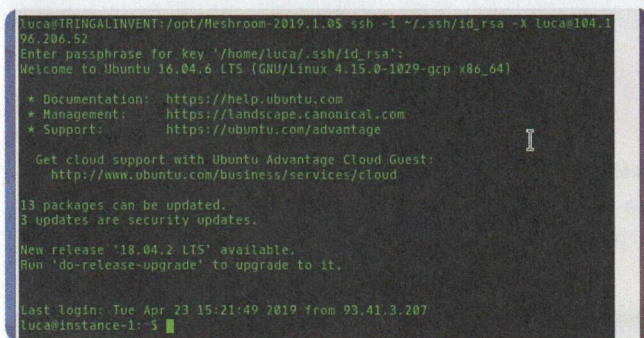 luca@TRINGALINVENT:/opt/Meshroom-2019.1.0$ ssh -i ~/.ssh/id_rsa -X luca@104.1
96.206.52
Enter passphrase for key '/home/luca/.ssh/id_rsa':
Welcome to Ubuntu 16.04.6 LTS (GNU/Linux 4.15.0-1029-gcp x86_64)
* Documentation: https://help.ubuntu.com
* Management: https://landscape.canonical.com
* Support: https://ubuntu.com/advantage
Get cloud support with Ubuntu Advantage Cloud Guest:
http://www.ubuntu.com/business/services/cloud
13 packages can be updated.
3 updates are security updates.
New release '18.04.2 LTS' available.
Run 'do-release-upgrade' to upgrade to it.
Last login: Tue Apr 23 15:21:49 2019 from 93.41.3.207
luca@instance-1: $